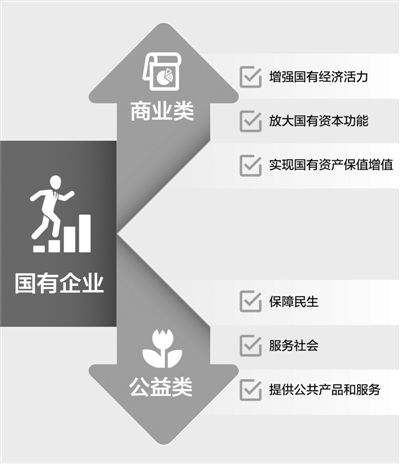 商业类
增强国有经济活力
放大国有资本功能
实现国有资产保值增值
国有企业
公益类
保障民生
服务社会
提供公共产品和服务